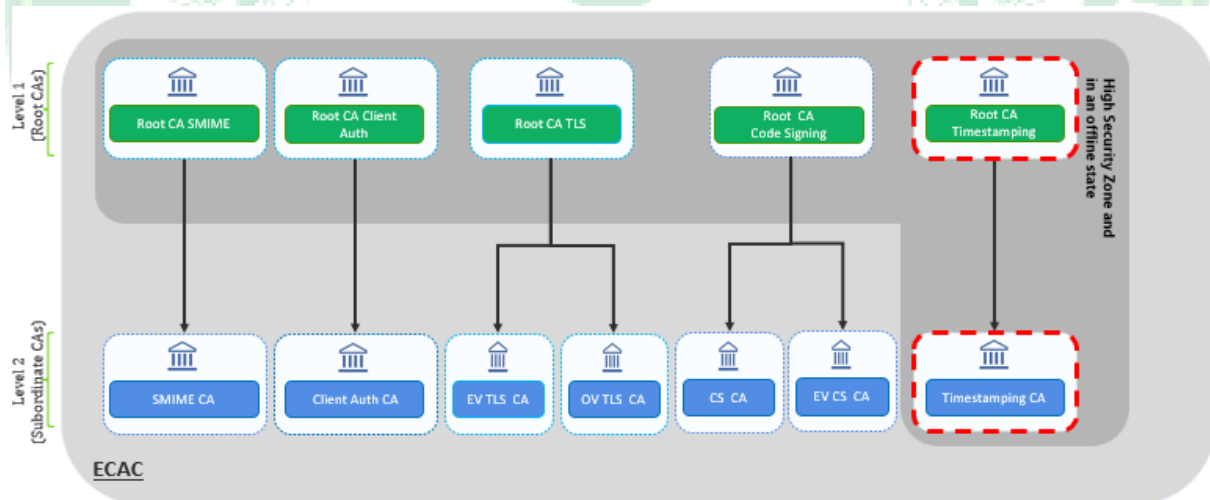 Level 1
(Root CAs)
Root CA SMIME
Root CA Client
Auth
Root CA TLS
Root CA
Code Signing
Root CA
Timestamping
High Security Zone and
in an offline state
Level 2
(Subordinate CAs)
SMIME CA
Client Auth CA
EV TLS CA
OV TLS CA
CS CA
EV CS CA
Timestamping CA
ECAC